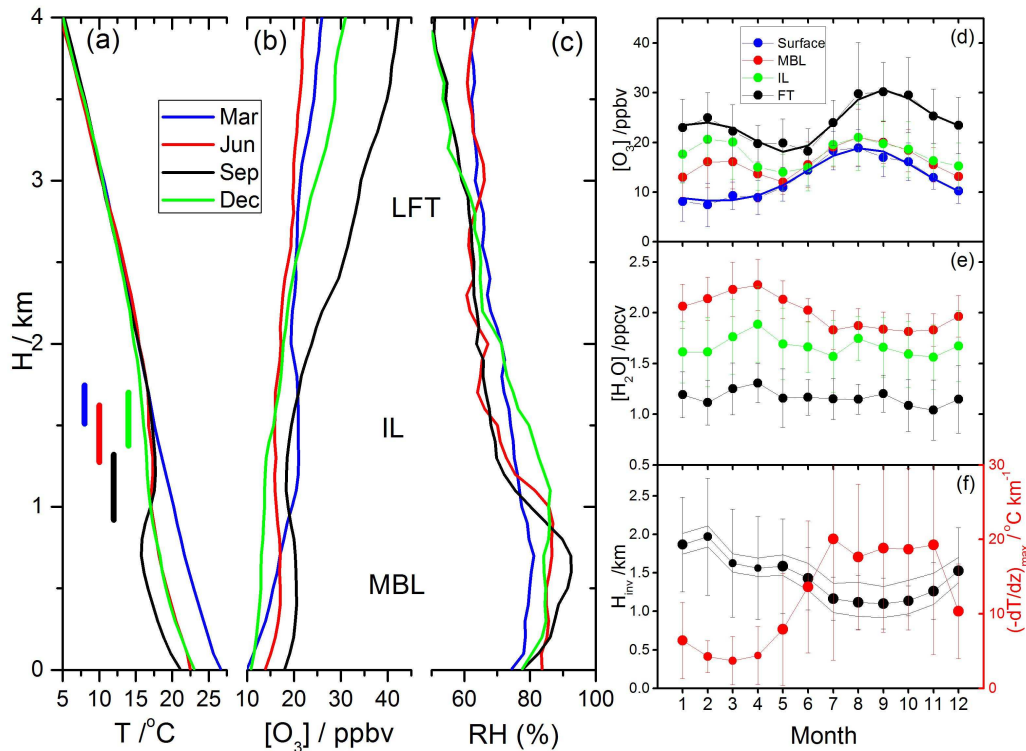 4
3
2
1
0
H / km
(a)
(b)
(c)
Mar
Jun
Sep
Dec
LFT
IL
MBL
5 10 15 20 25
10 20 30 40
60 80 100
T /°C
[O3] / ppbv
RH (%)
(d)
Surface
MBL
IL
FT
40
30
20
10
0
[O3] /ppbv
(e)
2.5
2.0
1.5
1.0
0.5
[H2O] /ppcv
(f)
2.0
1.5
1.0
0.5
0.0
Hinv /km
30
20
10
0
(-dT/dz)max /°C km-1
1 2 3 4 5 6 7 8 9 10 11 12
Month